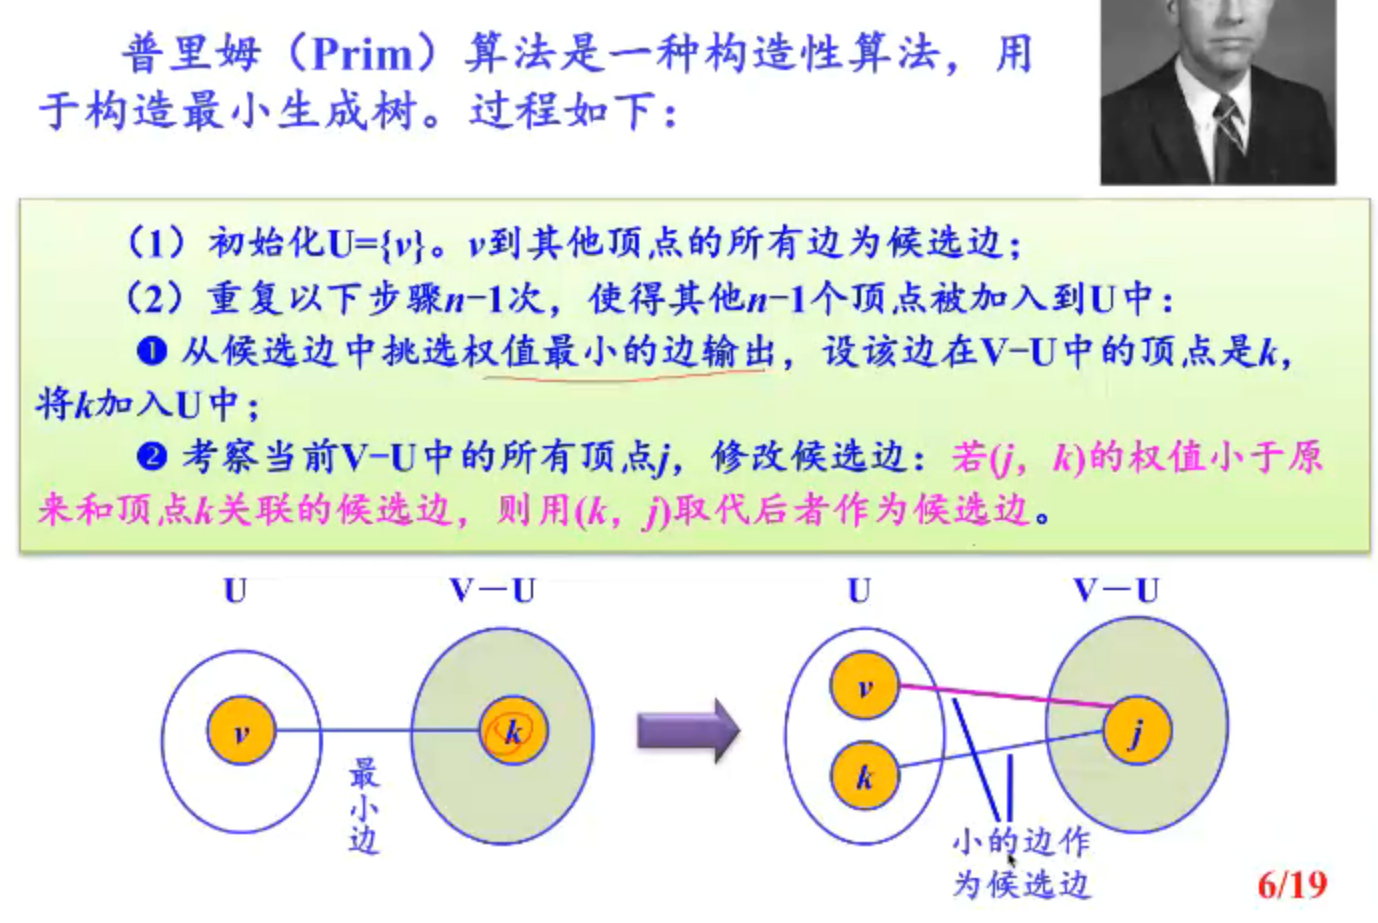 普里姆（Prim）算法是一种构造性算法，用
于构造最小生成树。过程如下：
（1）初始化U={v}。v到其他顶点的所有边为候选边；
（2）重复以下步骤n−1次，使得其他n−1个顶点被加入到U中：
❶ 从候选边中挑选权值最小的边输出，设该边在V−U中的顶点是k，
将k加入U中；
❷ 考察当前V−U中的所有顶点j，修改候选边：若(j，k)的权值小于原
来和顶点k关联的候选边，则用(k，j)取代后者作为候选边。
U
V－U
v
k
最小边
U
V－U
v
k
j
小的边作
为候选边
6/19